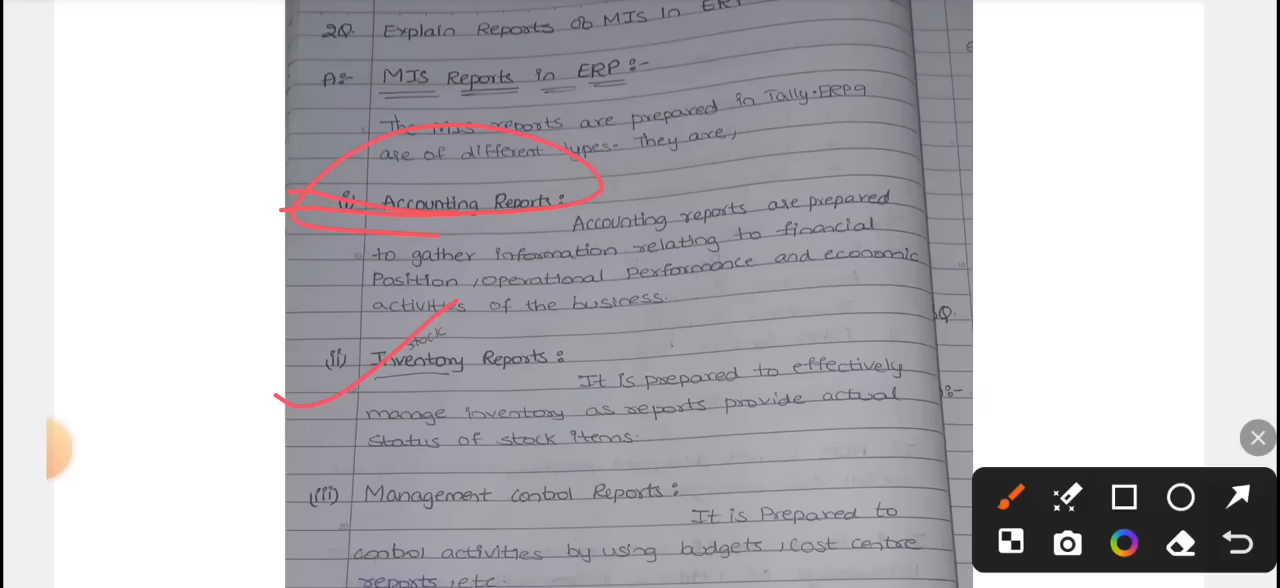 2Q. Explain Reports of MIS in ER
A:- MIS Reports in ERP :-
The MIS reports are prepared in Tally.ERP9
are of different types. They are,
(i) Accounting Reports :
Accounting reports are prepared
to gather information relating to financial
Position , operational Performance and economic
activities of the business.
Q.
stock
(ii) Inventory Reports :
It is prepared to effectively
:-
manage inventory as reports provide actual
Status of stock items.
(iii) Management control Reports :
It is Prepared to
20
control activities by using budgets , cost centre
reports , etc.